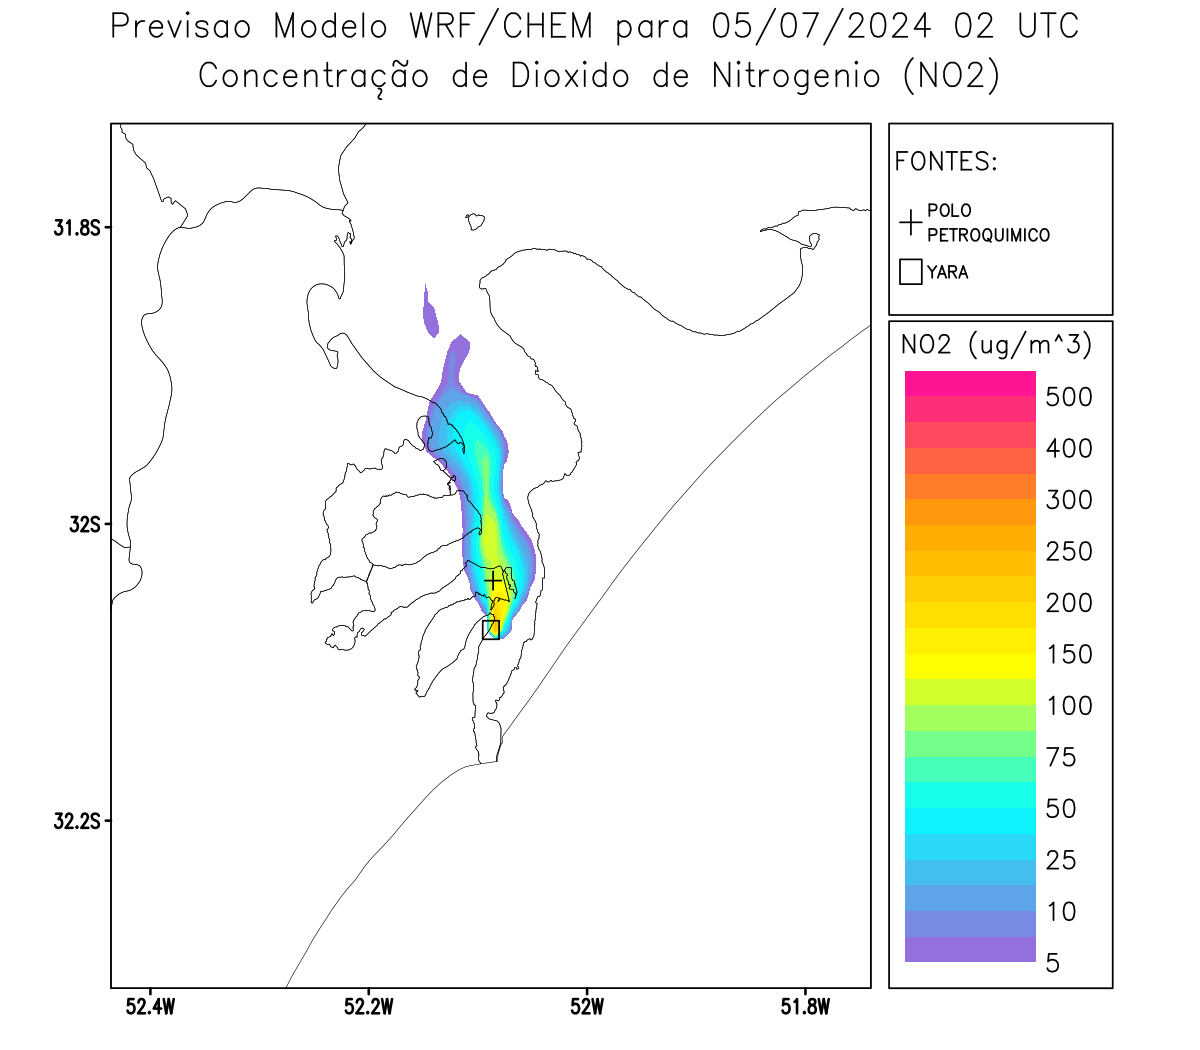 Previsao Modelo WRF/CHEM para 05/07/2024 02 UTC
Concentração de Dioxido de Nitrogenio (NO2)
FONTES:
POLO
PETROQUIMICO
YARA
31.8S
32S
32.2S
52.4W
52.2W
52W
51.8W
NO2 (ug/m^3)
500
400
300
250
200
150
100
75
50
25
10
5